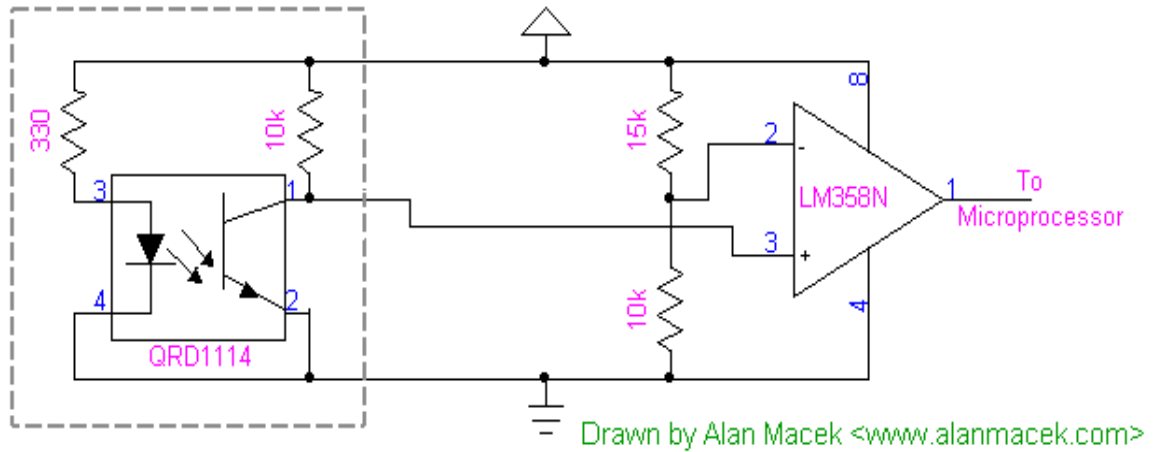 330
10k
15k
10k
3
1
4
2
QRD1114
2
-
3
+
8
4
LM358N
1
To
Microprocessor
Drawn by Alan Macek <www.alanmacek.com>